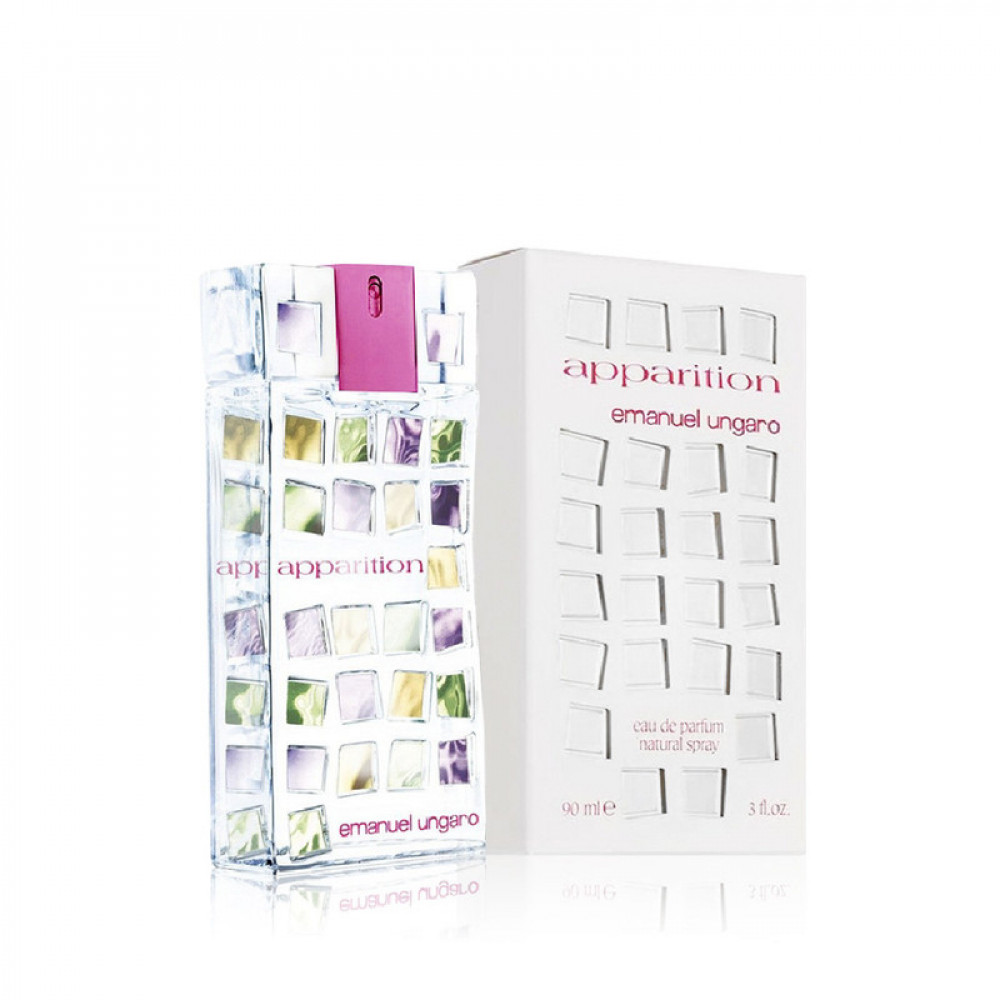 app apparition
emanuel ungaro
apparition
emanuel ungaro
eau de parfum
natural spray
90 ml e 3 fl.oz.